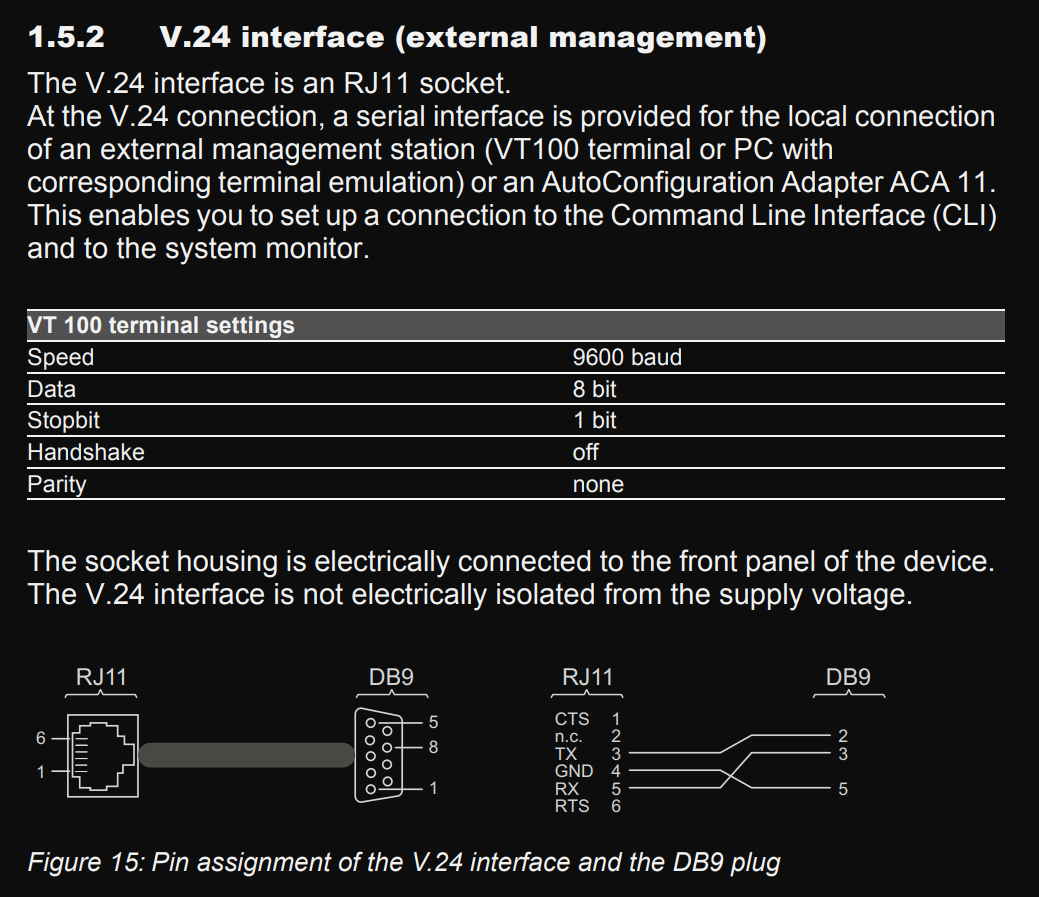 1.5.2 V.24 interface (external management)
The V.24 interface is an RJ11 socket.
At the V.24 connection, a serial interface is provided for the local connection
of an external management station (VT100 terminal or PC with
corresponding terminal emulation) or an AutoConfiguration Adapter ACA 11.
This enables you to set up a connection to the Command Line Interface (CLI)
and to the system monitor.
VT 100 terminal settings
Speed 9600 baud
Data 8 bit
Stopbit 1 bit
Handshake off
Parity none
The socket housing is electrically connected to the front panel of the device.
The V.24 interface is not electrically isolated from the supply voltage.
RJ11 DB9
6
1
5
8
1
RJ11 DB9
CTS 1
n.c. 2 2
TX 3 3
GND 4
RX 5 5
RTS 6
Figure 15: Pin assignment of the V.24 interface and the DB9 plug